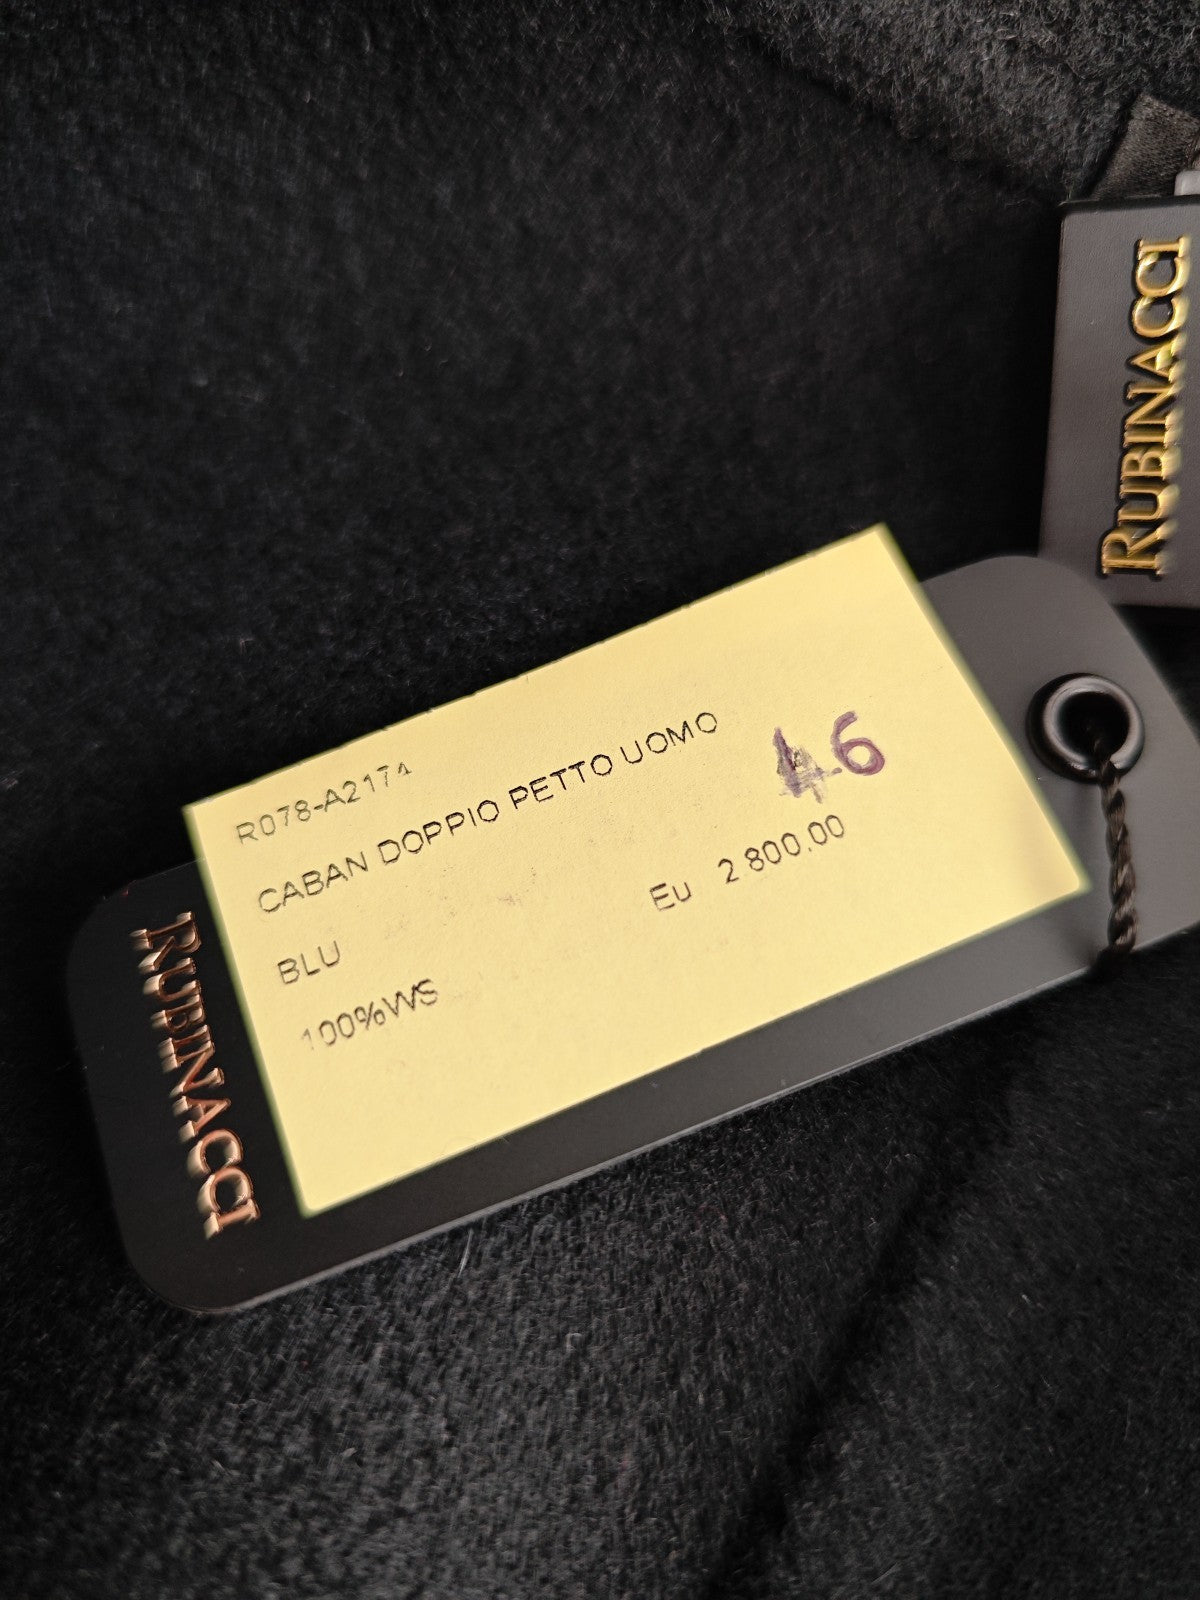 RUBINACCI
R078-A2174
CABAN DOPPIO PETTO UOMO
46
BLU
Eu 2 800.00
100%WS
RUBINACCI